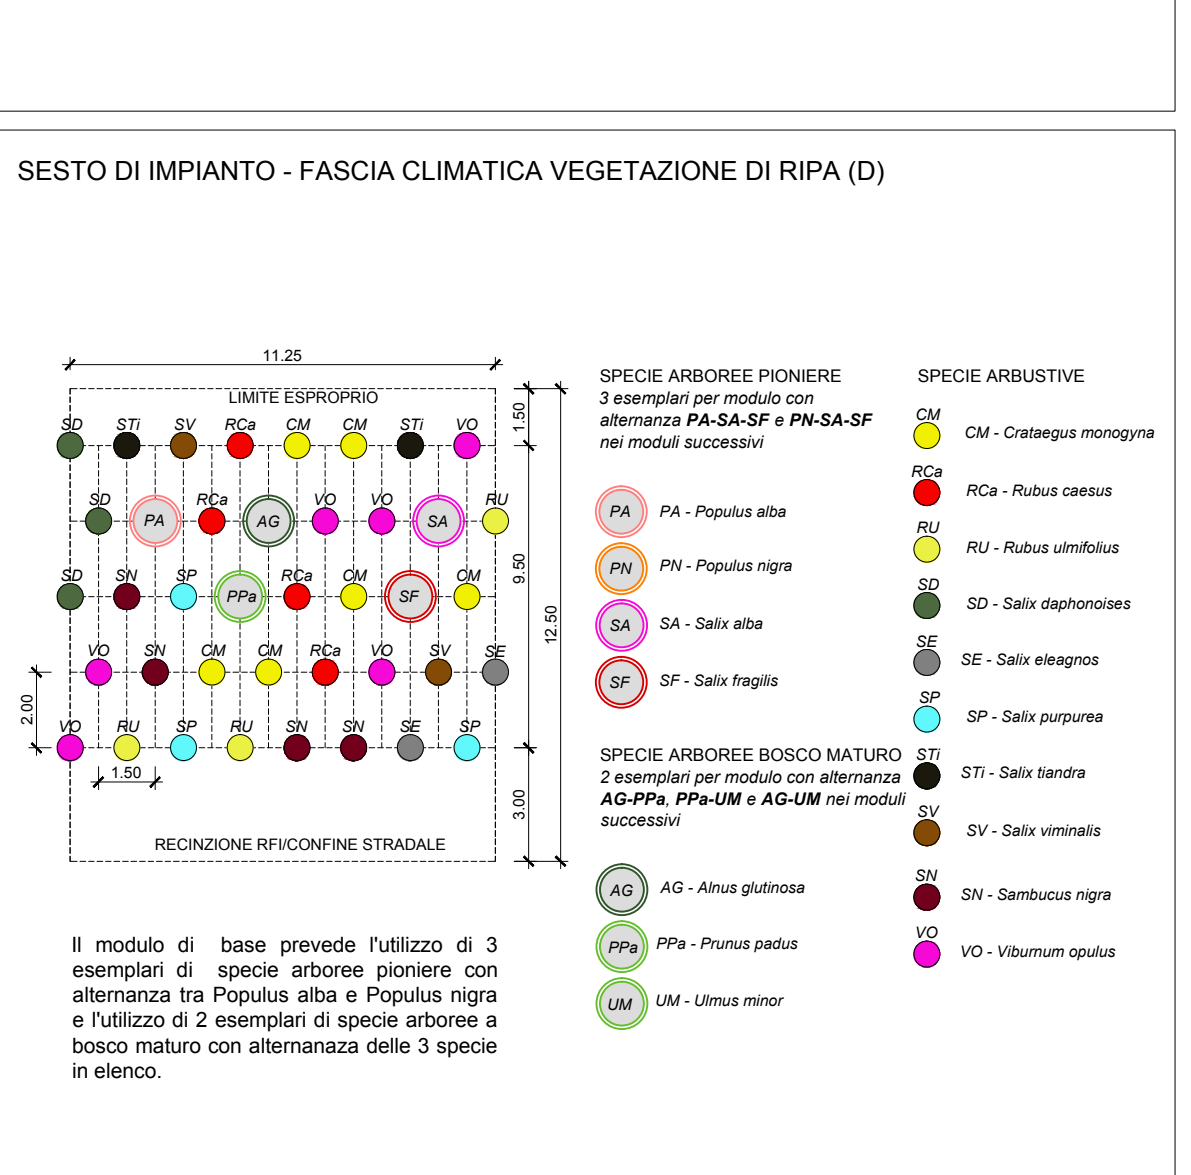 SESTO DI IMPIANTO - FASCIA CLIMATICA VEGETAZIONE DI RIPA (D)
11.25
LIMITE ESPROPRIO
1.50
SD STi SV RCa CM CM STi VO
SD PA RCa AG VO VO SA RU
9.50
12.50
SD SN SP PPa RCa CM SF CM
VO SN CM CM RCa VO SV SE
2.00
VO RU SP RU SN SN SE SP
1.50
3.00
RECINZIONE RFI/CONFINE STRADALE
Il modulo di base prevede l'utilizzo di 3
esemplari di specie arboree pioniere con
alternanza tra Populus alba e Populus nigra
e l'utilizzo di 2 esemplari di specie arboree a
bosco maturo con alternanaza delle 3 specie
in elenco.
SPECIE ARBOREE PIONIERE
3 esemplari per modulo con
alternanza PA-SA-SF e PN-SA-SF
nei moduli successivi
PA PA - Populus alba
PN PN - Populus nigra
SA SA - Salix alba
SF SF - Salix fragilis
SPECIE ARBOREE BOSCO MATURO
2 esemplari per modulo con alternanza
AG-PPa, PPa-UM e AG-UM nei moduli
successivi
AG AG - Alnus glutinosa
PPa PPa - Prunus padus
UM UM - Ulmus minor
SPECIE ARBUSTIVE
CM CM - Crataegus monogyna
RCa RCa - Rubus caesus
RU RU - Rubus ulmifolius
SD SD - Salix daphonoises
SE SE - Salix eleagnos
SP SP - Salix purpurea
STi STi - Salix tiandra
SV SV - Salix viminalis
SN SN - Sambucus nigra
VO VO - Viburnum opulus